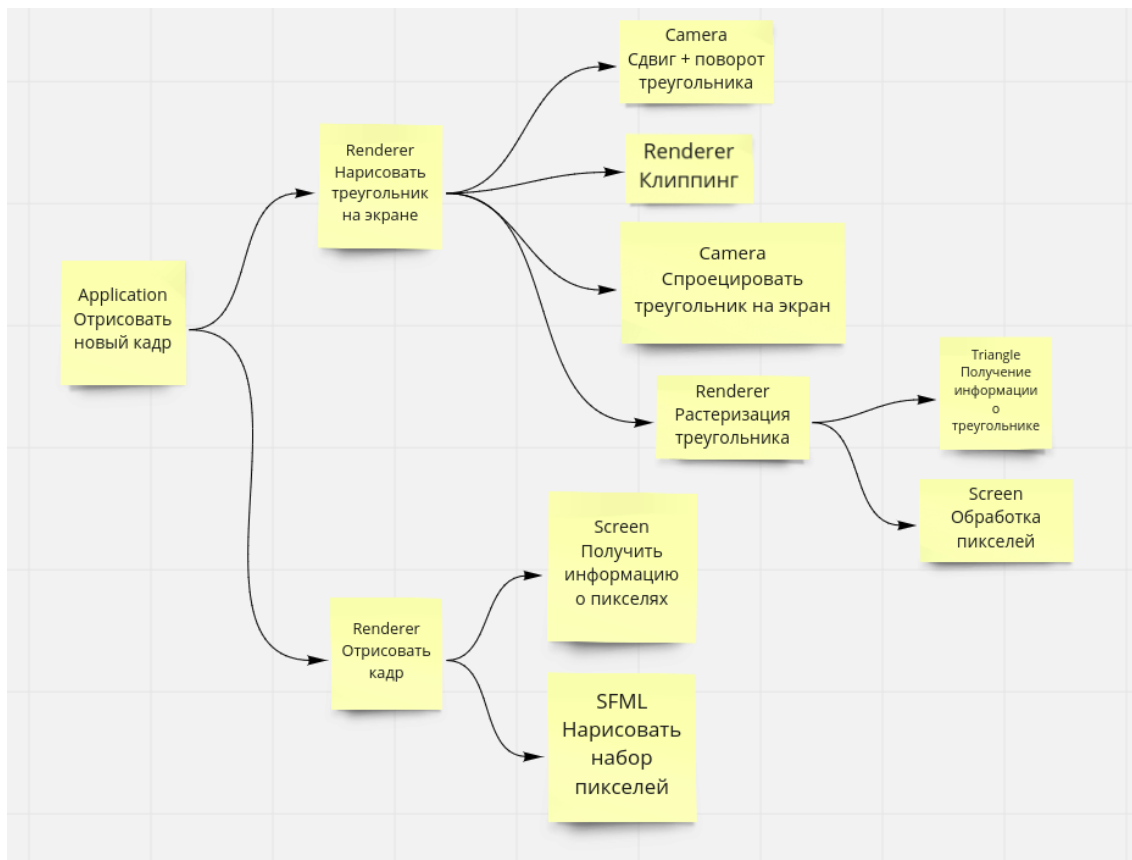 Camera
Сдвиг + поворот
треугольника
Renderer
Клиппинг
Renderer
Нарисовать
треугольник
на экране
Camera
Спроецировать
треугольник на экран
Application
Отрисовать
новый кадр
Triangle
Получение
информации
о
треугольнике
Renderer
Растеризация
треугольника
Screen
Обработка
пикселей
Screen
Получить
информацию
о пикселях
Renderer
Отрисовать
кадр
SFML
Нарисовать
набор
пикселей